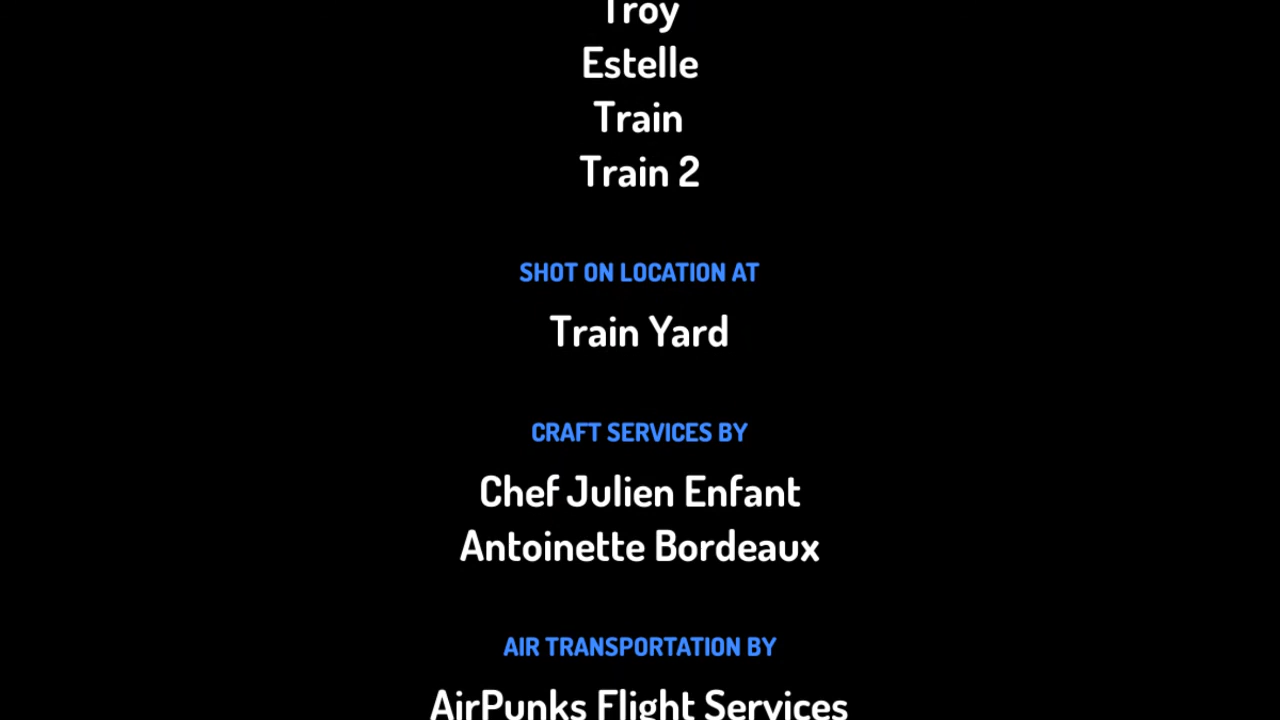 Troy
Estelle
Train
Train 2
SHOT ON LOCATION AT
Train Yard
CRAFT SERVICES BY
Chef Julien Enfant
Antoinette Bordeaux
AIR TRANSPORTATION BY
AirPunks Flight Services